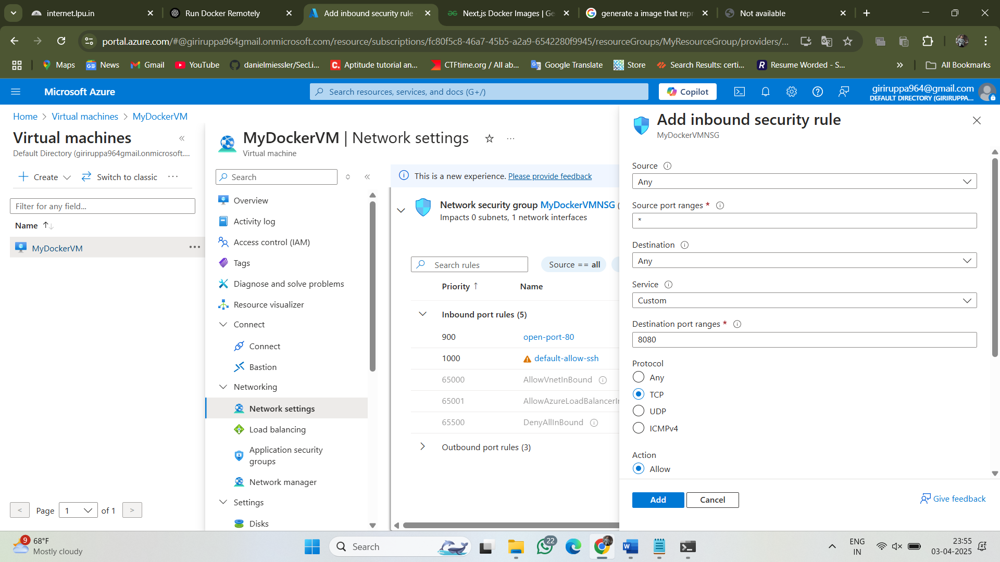 internet.lpu.in
Run Docker Remotely
Add inbound security rule
Next.js Docker Images | Ge
generate a image that repr
Not available
portal.azure.com/#@giriruppa964gmail.onmicrosoft.com/resource/subscriptions/fc80f5c8-46a7-45b5-a2a9-6542280f9945/resourceGroups/MyResourceGroup/providers/...
Maps
News
Gmail
YouTube
danielmiessler/SecLi...
Aptitude tutorial an...
CTFtime.org / All ab...
Google Translate
Store
Search Results: certi...
Resume Worded - S...
All Bookmarks
Microsoft Azure
Search resources, services, and docs (G+/)
Copilot
giriruppa964@gmail.com
DEFAULT DIRECTORY (GIRIRUPPA...
Home > Virtual machines > MyDockerVM
Virtual machines
Default Directory (giriruppa964gmail.onmicrosoft....
Create
Switch to classic
Filter for any field...
Name
MyDockerVM
< Page 1 of 1 >
MyDockerVM | Network settings
Virtual machine
Search
Overview
Activity log
Access control (IAM)
Tags
Diagnose and solve problems
Resource visualizer
Connect
Connect
Bastion
Networking
Network settings
Load balancing
Application security
groups
Network manager
Settings
Disks
This is a new experience. Please provide feedback
Network security group MyDockerVMNSG (
Impacts 0 subnets, 1 network interfaces
Search rules
Source == all
Priority ↑ Name
Inbound port rules (5)
900 open-port-80
1000 default-allow-ssh
65000 AllowVnetInBound
65001 AllowAzureLoadBalancerIn
65500 DenyAllInBound
Outbound port rules (3)
Add inbound security rule
MyDockerVMNSG
Source
Any
Source port ranges *
*
Destination
Any
Service
Custom
Destination port ranges *
8080
Protocol
Any
TCP
UDP
ICMPv4
Action
Allow
Add
Cancel
Give feedback
9
68°F
Mostly cloudy
Search
22
ENG
IN
23:55
03-04-2025